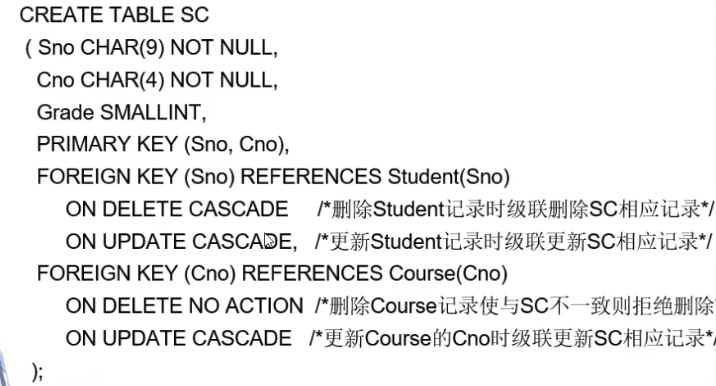 CREATE TABLE SC
( Sno CHAR(9) NOT NULL,
Cno CHAR(4) NOT NULL,
Grade SMALLINT,
PRIMARY KEY (Sno, Cno),
FOREIGN KEY (Sno) REFERENCES Student(Sno)
ON DELETE CASCADE /*删除Student记录时级联删除SC相应记录*/
ON UPDATE CASCADE, /*更新Student记录时级联更新SC相应记录*/
FOREIGN KEY (Cno) REFERENCES Course(Cno)
ON DELETE NO ACTION /*删除Course记录使与SC不一致则拒绝删除
ON UPDATE CASCADE /*更新Course的Cno时级联更新SC相应记录*/
);